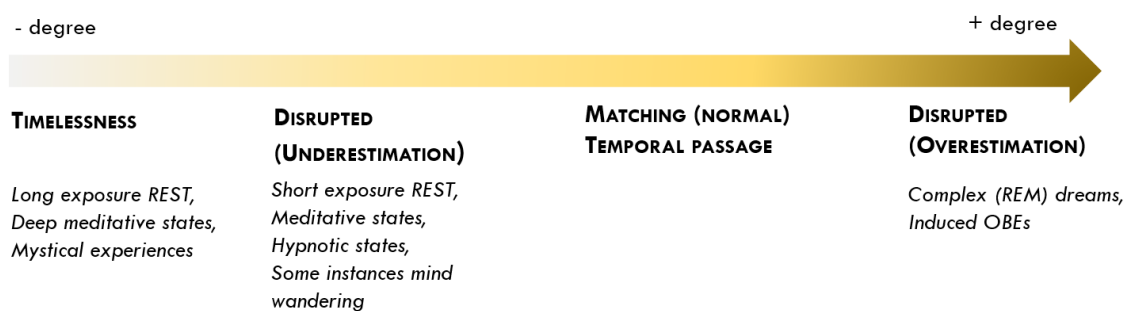 - degree
+ degree
TIMELESSNESS
Long exposure REST,
Deep meditative states,
Mystical experiences
DISRUPTED
(UNDERESTIMATION)
Short exposure REST,
Meditative states,
Hypnotic states,
Some instances mind
wandering
MATCHING (NORMAL)
TEMPORAL PASSAGE
DISRUPTED
(OVERESTIMATION)
Complex (REM) dreams,
Induced OBEs